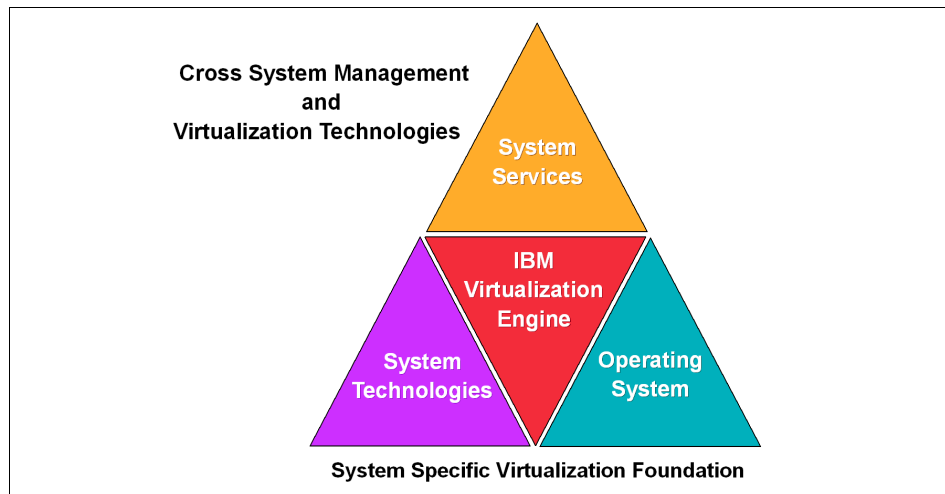 Cross System Management
and
Virtualization Technologies
System
Services
IBM
Virtualization
Engine
System
Technologies
Operating
System
System Specific Virtualization Foundation